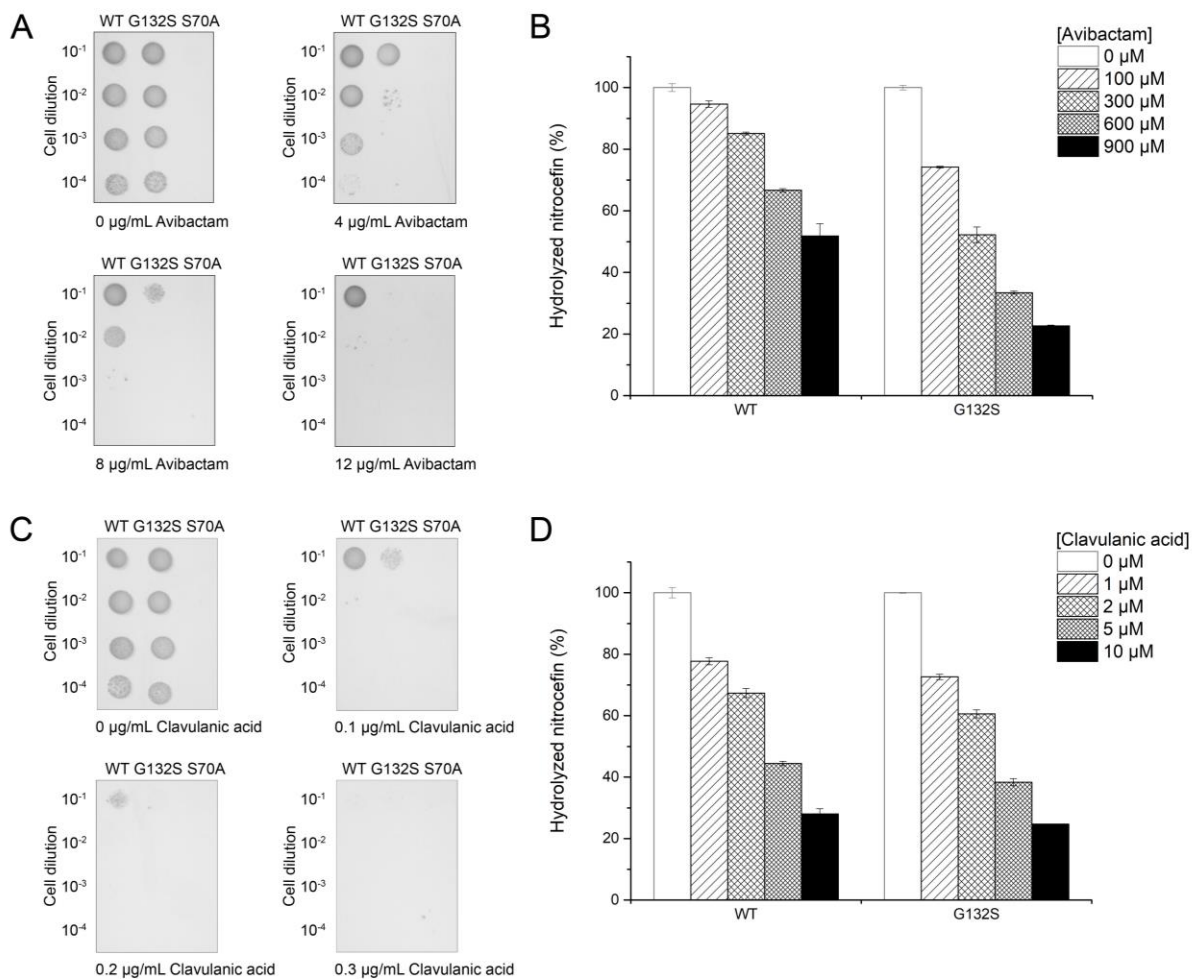 A
WT G132S S70A
10-1
10-2
10-3
10-4
Cell dilution
0 µg/mL Avibactam
WT G132S S70A
10-1
10-2
10-3
10-4
Cell dilution
4 µg/mL Avibactam
WT G132S S70A
10-1
10-2
10-3
10-4
Cell dilution
8 µg/mL Avibactam
WT G132S S70A
10-1
10-2
10-3
10-4
Cell dilution
12 µg/mL Avibactam
B
[Avibactam]
0 µM
100 µM
300 µM
600 µM
900 µM
Hydrolyzed nitrocefin (%)
100
80
60
40
20
0
WT
G132S
C
WT G132S S70A
10-1
10-2
10-3
10-4
Cell dilution
0 µg/mL Clavulanic acid
WT G132S S70A
10-1
10-2
10-3
10-4
Cell dilution
0.1 µg/mL Clavulanic acid
WT G132S S70A
10-1
10-2
10-3
10-4
Cell dilution
0.2 µg/mL Clavulanic acid
WT G132S S70A
10-1
10-2
10-3
10-4
Cell dilution
0.3 µg/mL Clavulanic acid
D
[Clavulanic acid]
0 µM
1 µM
2 µM
5 µM
10 µM
Hydrolyzed nitrocefin (%)
100
80
60
40
20
0
WT
G132S